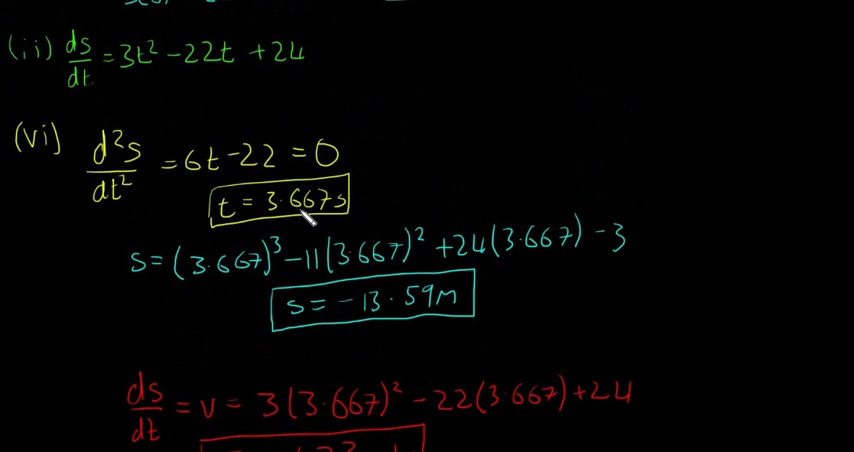 (ii) ds/dt = 3t² - 22t + 24
(vi) d²s/dt² = 6t - 22 = 0
t = 3.667s
s = (3.667)³ - 11(3.667)² + 24(3.667) - 3
s = -13.59m
ds/dt = v = 3(3.667)² - 22(3.667) + 24